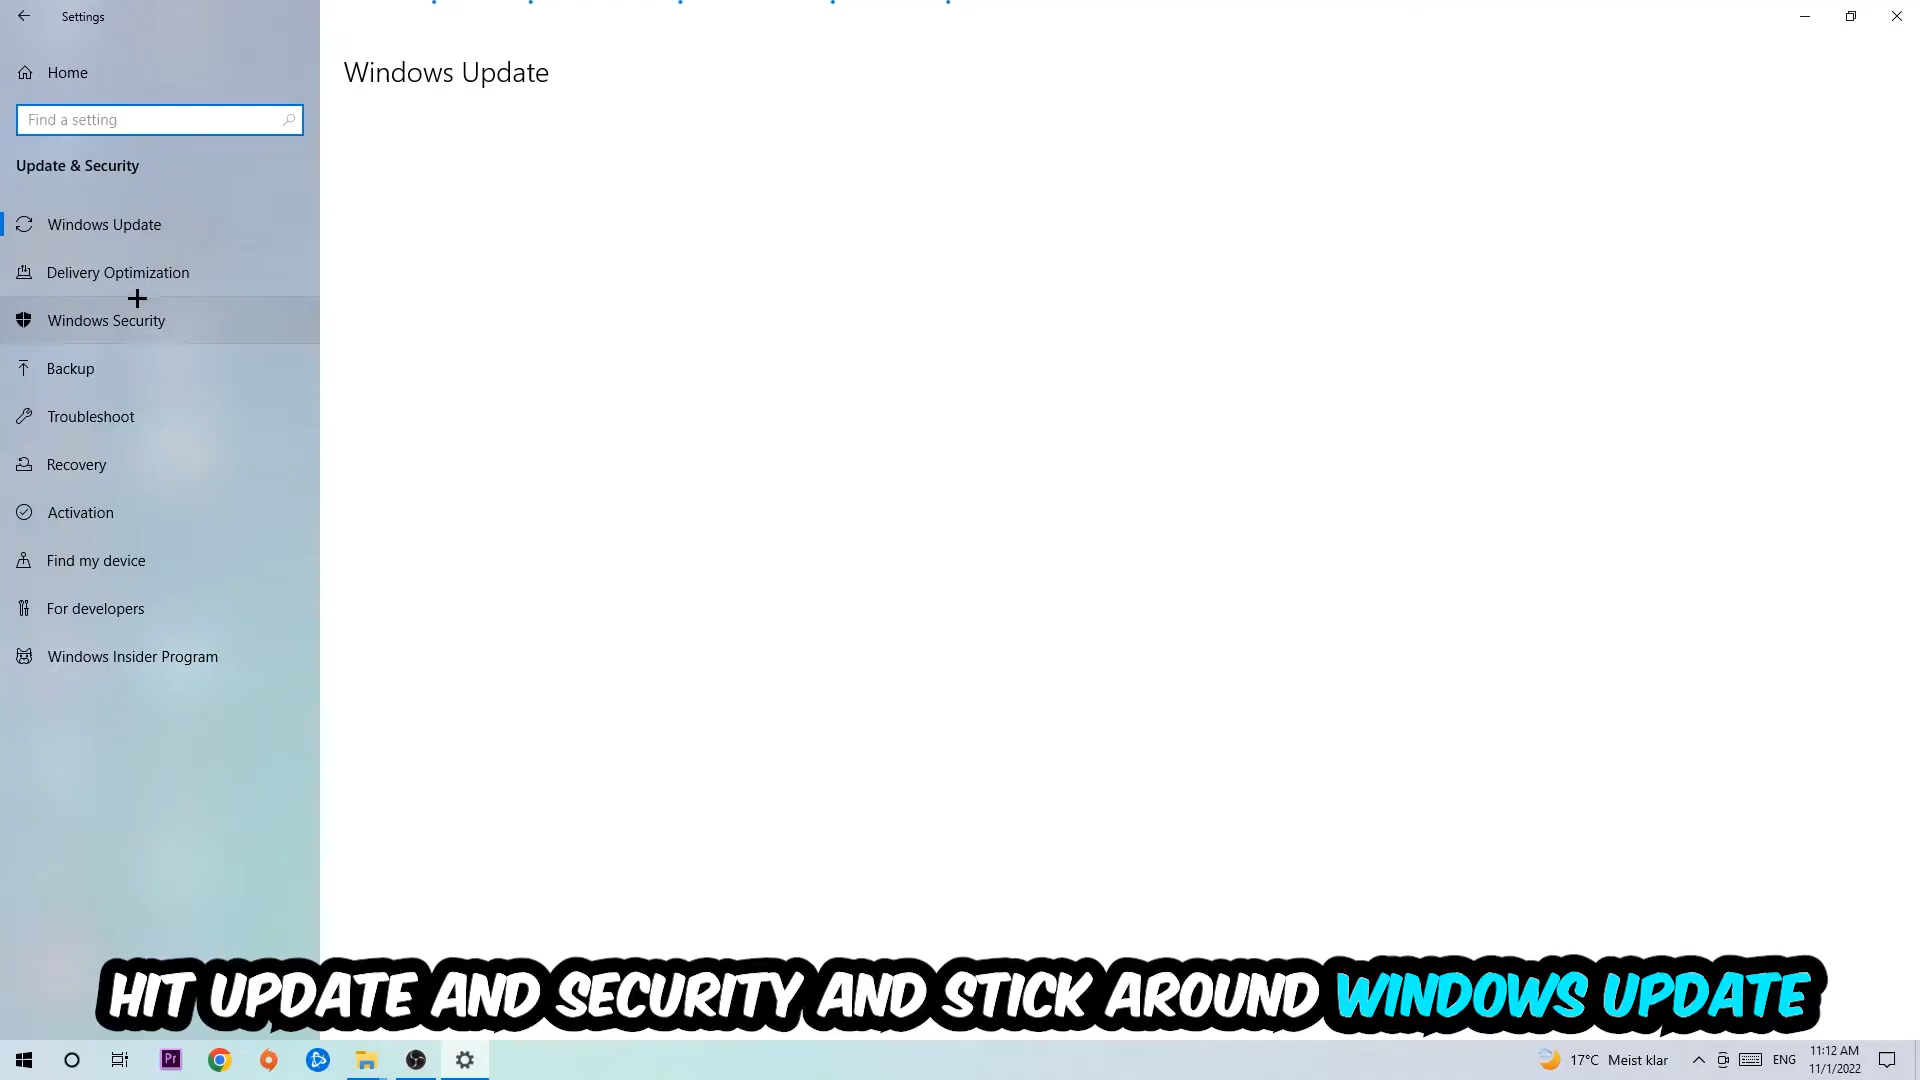 Settings
Home
Find a setting
Update & Security
Windows Update
Delivery Optimization
Windows Security
Backup
Troubleshoot
Recovery
Activation
Find my device
For developers
Windows Insider Program
Windows Update
HIT UPDATE AND SECURITY AND STICK AROUND WINDOWS UPDATE
Pr
17°C Meist klar
ENG
11:12 AM
11/1/2022